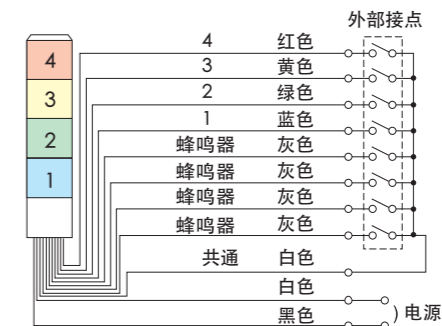 外部接点
4 红色
4
3 黄色
3
2 绿色
2
1 蓝色
1
蜂鸣器 灰色
蜂鸣器 灰色
蜂鸣器 灰色
蜂鸣器 灰色
共通 白色
白色
黑色 ) 电源